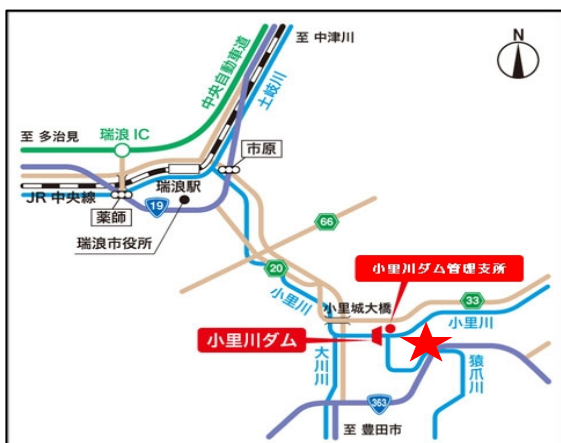 至 中津川
N
中央自動車道
土岐川
至 多治見
瑞浪 IC
市原
JR 中央線
瑞浪駅
薬師
19
瑞浪市役所
66
20
小里川
小里川ダム管理支所
小里城大橋
33
小里川
小里川ダム
大川川
猿爪川
363
至 豊田市